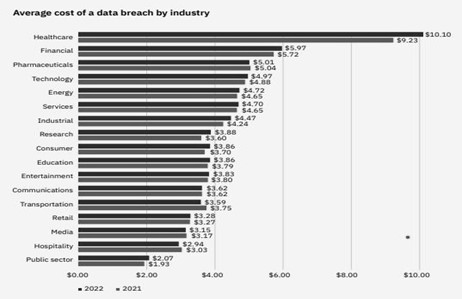 Average cost of a data breach by industry
Healthcare
$10.10
$9.23
Financial
$5.97
$5.72
Pharmaceuticals
$5.01
$5.04
Technology
$4.97
$4.88
Energy
$4.72
$4.65
Services
$4.70
$4.65
Industrial
$4.47
$4.24
Research
$3.88
$3.60
Consumer
$3.86
$3.70
Education
$3.86
$3.79
Entertainment
$3.83
$3.80
Communications
$3.62
$3.62
Transportation
$3.59
$3.75
Retail
$3.28
$3.27
Media
$3.15
$3.17
Hospitality
$2.94
$3.03
Public sector
$2.07
$1.93
$0.00 $2.00 $4.00 $6.00 $8.00 $10.00
2022 2021